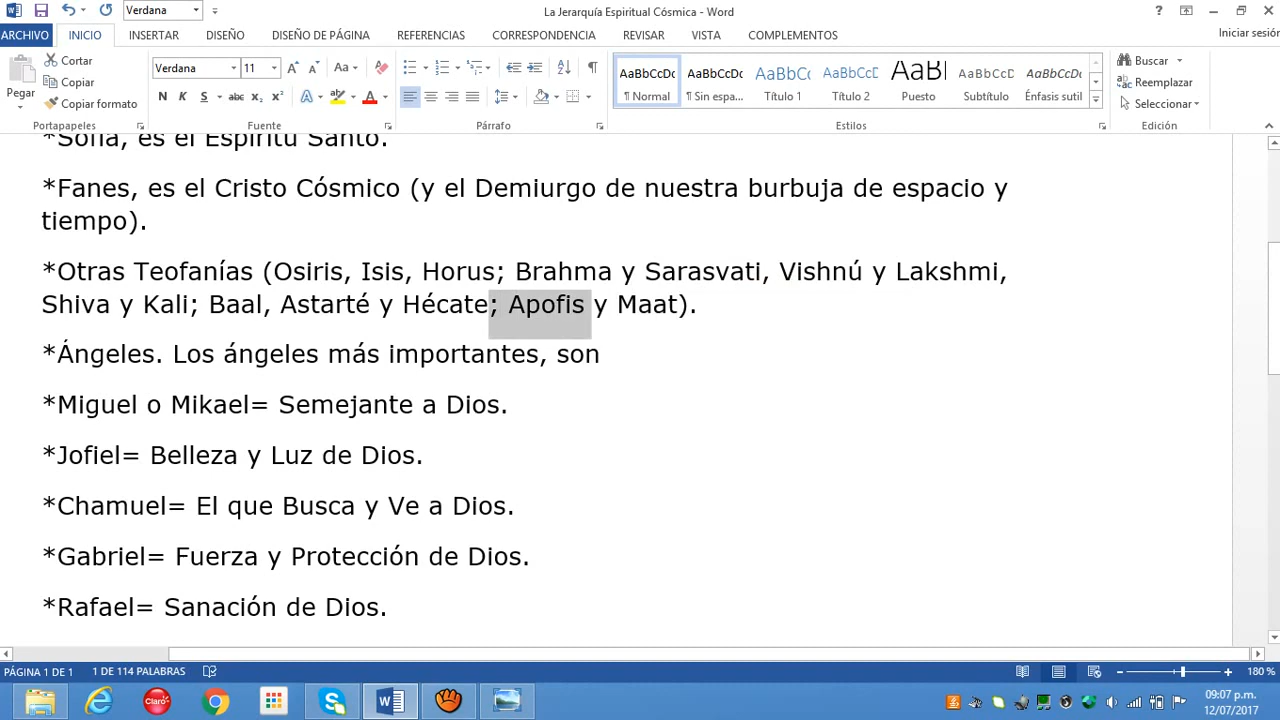 Verdana
La Jerarquía Espiritual Cósmica - Word
ARCHIVO INICIO INSERTAR DISEÑO DISEÑO DE PÁGINA REFERENCIAS CORRESPONDENCIA REVISAR VISTA COMPLEMENTOS Iniciar sesión
Pegar Cortar Copiar Copiar formato
Verdana 11
N K S abc x₂ x² A A
AaBbCcDc AaBbCcDc AaBbCc AaBbCc AaBl AaBbCcD AaBbCcDc
¶ Normal ¶ Sin espa... Título 1 Título 2 Puesto Subtítulo Énfasis sutil
Buscar
Reemplazar
Seleccionar
Portapapeles Fuente Párrafo Estilos Edición
*Sofía, es el Espíritu Santo.
*Fanes, es el Cristo Cósmico (y el Demiurgo de nuestra burbuja de espacio y
tiempo).
*Otras Teofanías (Osiris, Isis, Horus; Brahma y Sarasvati, Vishnú y Lakshmi,
Shiva y Kali; Baal, Astarté y Hécate; Apofis y Maat).
*Ángeles. Los ángeles más importantes, son
*Miguel o Mikael= Semejante a Dios.
*Jofiel= Belleza y Luz de Dios.
*Chamuel= El que Busca y Ve a Dios.
*Gabriel= Fuerza y Protección de Dios.
*Rafael= Sanación de Dios.
PÁGINA 1 DE 1 1 DE 114 PALABRAS 180 %
Claro
09:07 p.m.
12/07/2017